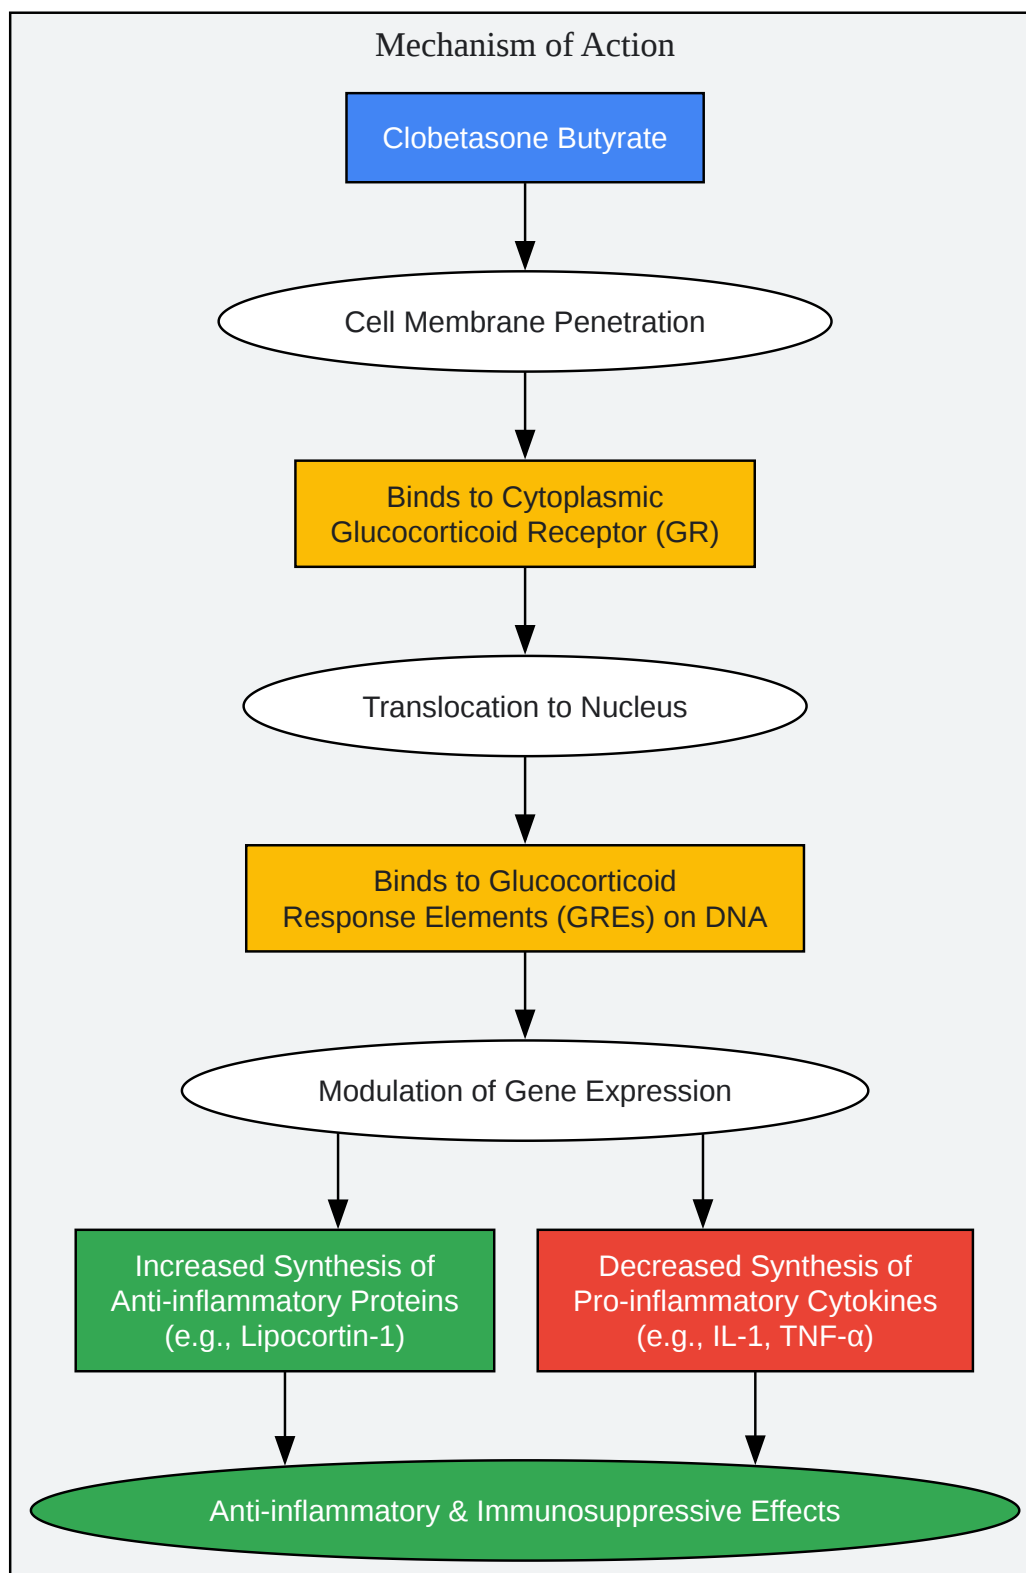 Mechanism of Action
Clobetasone Butyrate
Cell Membrane Penetration
Binds to Cytoplasmic
Glucocorticoid Receptor (GR)
Translocation to Nucleus
Binds to Glucocorticoid
Response Elements (GREs) on DNA
Modulation of Gene Expression
Increased Synthesis of
Anti-inflammatory Proteins
(e.g., Lipocortin-1)
Decreased Synthesis of
Pro-inflammatory Cytokines
(e.g., IL-1, TNF-α)
Anti-inflammatory & Immunosuppressive Effects